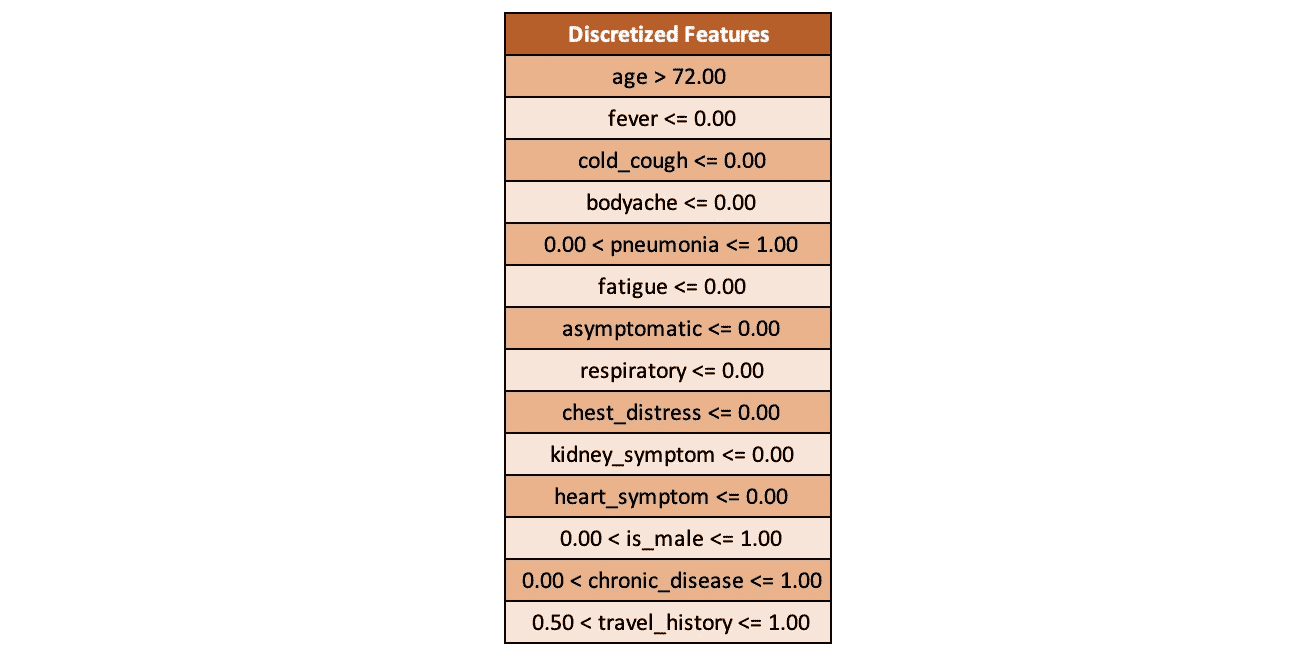 Discretized Features
age > 72.00
fever <= 0.00
cold_cough <= 0.00
bodyache <= 0.00
0.00 < pneumonia <= 1.00
fatigue <= 0.00
asymptomatic <= 0.00
respiratory <= 0.00
chest_distress <= 0.00
kidney_symptom <= 0.00
heart_symptom <= 0.00
0.00 < is_male <= 1.00
0.00 < chronic_disease <= 1.00
0.50 < travel_history <= 1.00